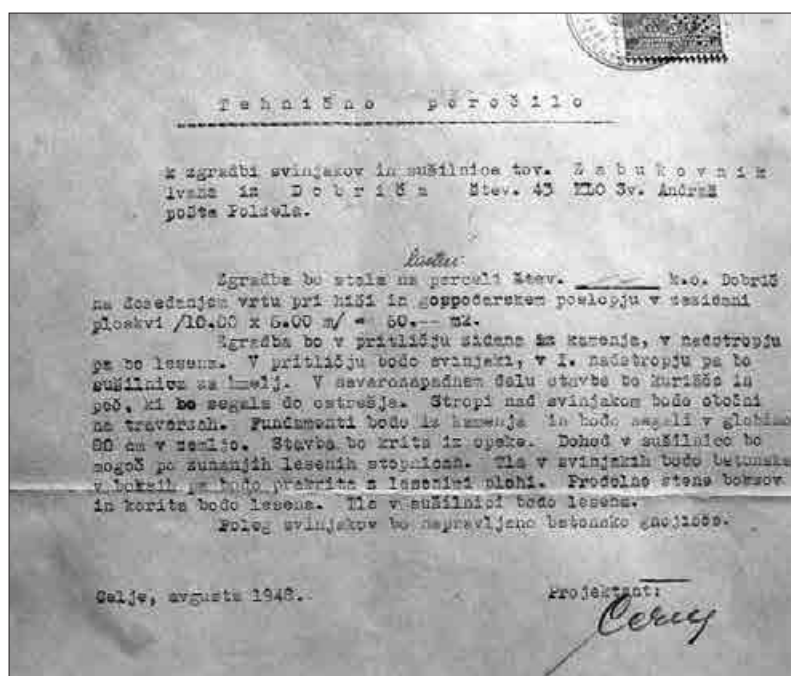 Tehnično poročilo
k zgradbi svinjakov in sušilnice tov. Zabukovnik
Ivana iz Dobriča štev. 43 KLO Sv. Andraž
pošta Polzela.
lastni
Zgradba bo stala na parceli štev. k.o. Dobrič
na dosedanjem vrtu pri hiši in gospodarskem poslopju v zazidani
ploskvi /10.00 x 5.00 m/ = 50.-- m2.
Zgradba bo v pritličju zidana iz kamenja, v nadstropju
pa bo lesena. V pritličju bodo svinjaki, v I. nadstropju pa bo
sušilnica za hmelj. V severozapadnem delu stavbe bo kurišče in
peč, ki bo segala do ostrešja. Stropi nad svinjakom bodo obočni
na traverzah. Fundamenti bodo iz kamenja in bodo segali v globino
80 cm v zemljo. Stavba bo krita iz opeke. Dohod v sušilnico bo
mogoč po zunanjih lesenih stopnicah. Tla v svinjakih bodo betonska
v boksih pa bodo prekrita z lesenimi plohi. Predelne stene boksov
in korita bodo lesena. Tla v sušilnici bodo lesena.
Poleg svinjakov bo napravljeno betonsko gnojišče.
Celje, avgusta 1948.
Projektant: